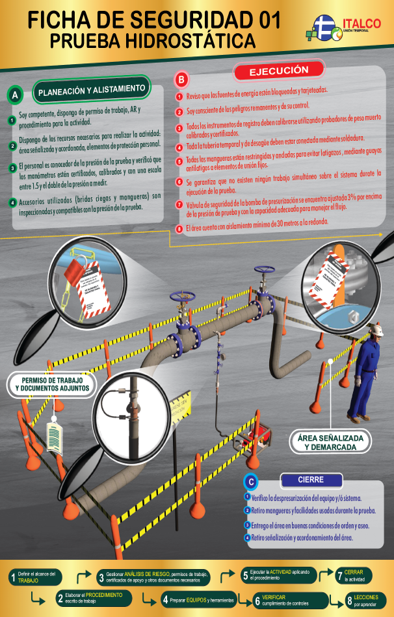 FICHA DE SEGURIDAD 01
PRUEBA HIDROSTÁTICA
ITALCO
UNIÓN TEMPORAL
A
PLANEACIÓN Y ALISTAMIENTO
1 Soy competente, dispongo de permiso de trabajo, AR y
procedimiento para la actividad.
2 Dispongo de los recursos necesarios para realizar la actividad:
área señalizada y acordonada, elementos de protección personal.
3 El personal es conocedor de la presión de la prueba y verificó que
los manómetros están certificados, calibrados y con una escala
entre 1.5 y el doble de la presión a medir.
4 Accesorios utilizados (bridas ciegas y mangueras) son
inspeccionados y compatibles con la presión de la prueba.
B
EJECUCIÓN
1 Reviso que las fuentes de energía estén bloqueadas y tarjeteadas.
2 Soy consciente de los peligros remanentes y de su control.
3 Todos los instrumentos de registro deben calibrarse utilizando probadores de peso muerto
calibrados y certificados.
4 Toda la tubería temporal y de desagüe deben estar conectada mediante soldadura.
5 Todas las mangueras están restringidas y ancladas para evitar latigazos, mediante guayas
antilatigos o elementos de unión fijos.
6 Se garantiza que no existen ningún trabajo simultáneo sobre el sistema durante la
ejecución de la prueba.
7 Válvula de seguridad de la bomba de presurización se encuentra ajustada 3% por encima
de la presión de prueba y con la capacidad adecuada para manejar el flujo.
8 El área cuenta con aislamiento mínimo de 30 metros a la redonda.
PERMISO DE TRABAJO
Y DOCUMENTOS ADJUNTOS
ÁREA SEÑALIZADA
Y DEMARCADA
C
CIERRE
1 Verifico la despresurización del equipo y/ó sistema.
2 Retiro mangueras y facilidades usadas durante la prueba.
3 Entrego el área en buenas condiciones de orden y aseo.
4 Retiro señalización y acordonamiento del área.
1 Definir el alcance del
TRABAJO
2 Elaborar el PROCEDIMIENTO
escrito de trabajo
3 Gestionar ANÁLISIS DE RIESGO, permisos de trabajo,
certificados de apoyo y otros documentos necesarios
4 Preparar EQUIPOS y herramientas
5 Ejecutar la ACTIVIDAD aplicando
el procedimiento
6 VERIFICAR
cumplimiento de controles
7 CERRAR
la actividad
8 LECCIONES
por aprender